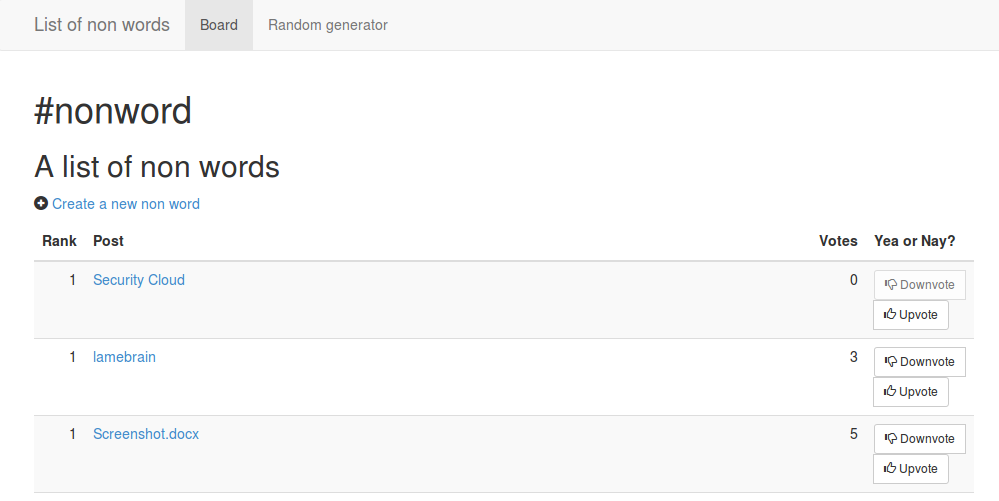 List of non words Board Random generator
#nonword
A list of non words
Create a new non word
Rank Post Votes Yea or Nay?
1 Security Cloud 0 Downvote
Upvote
1 lamebrain 3 Downvote
Upvote
1 Screenshot.docx 5 Downvote
Upvote